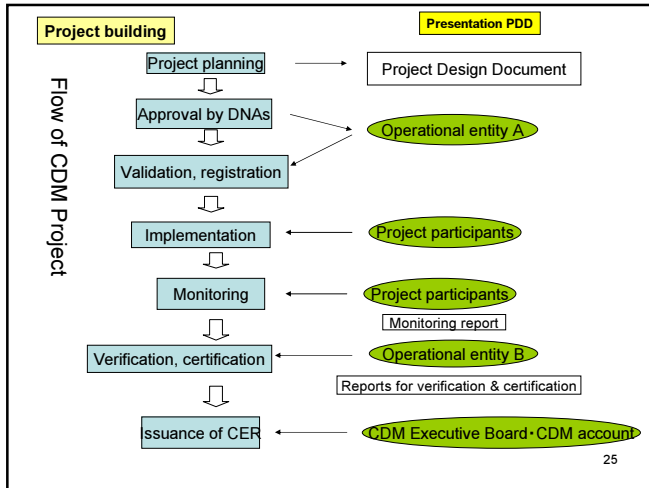 Project building
Presentation PDD
Flow of CDM Project
Project planning
Project Design Document
Approval by DNAs
Operational entity A
Validation, registration
Implementation
Project participants
Monitoring
Project participants
Monitoring report
Verification, certification
Operational entity B
Reports for verification & certification
Issuance of CER
CDM Executive Board・CDM account
25